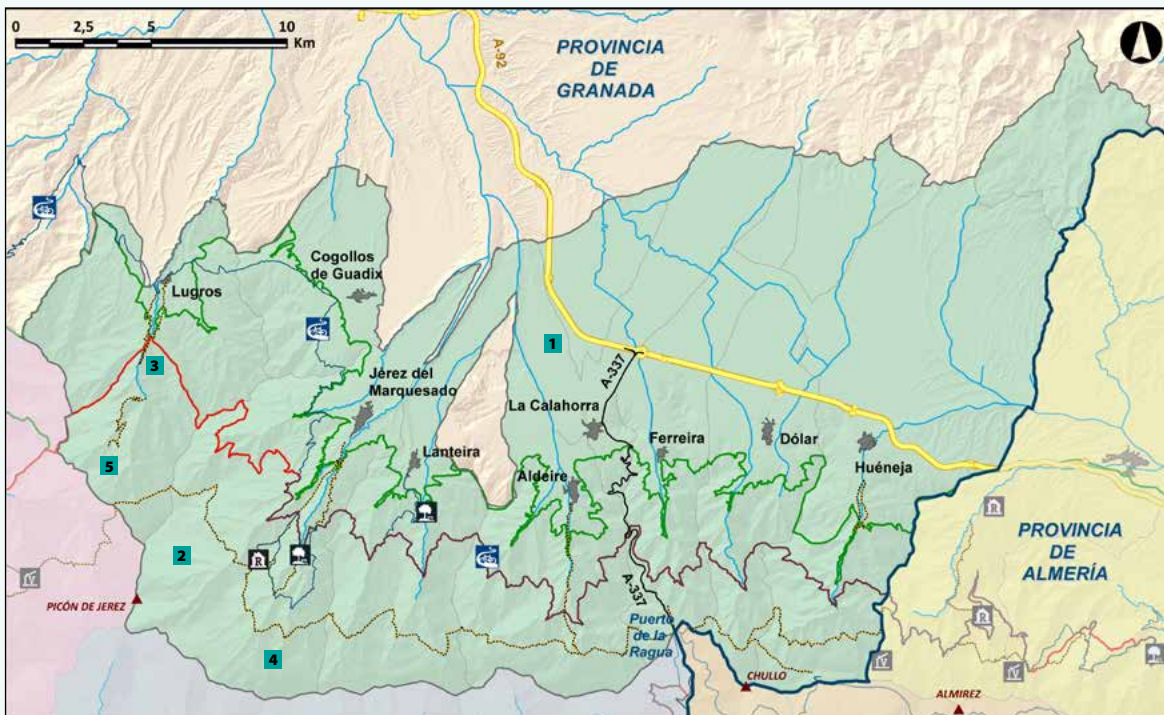 0 2,5 5 10
Km
A-92
PROVINCIA
DE
GRANADA
Cogollos
de Guadix
Lugros
1
A-337
3
Jérez del
Marquesado
La Calahorra
Ferreira
Dólar
5
Lanteira
Aldeire
Huéneja
2
R
R
PROVINCIA
DE
ALMERÍA
PICÓN DE JEREZ
A-337
R
Puerto
de la
Ragua
4
CHULLO
ALMIREZ